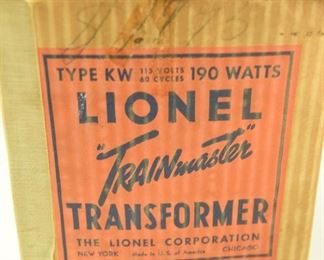 TYPE KW 115 VOLTS 60 CYCLES 190 WATTS
LIONEL
"TRAINmaster"
TRANSFORMER
THE LIONEL CORPORATION
NEW YORK Made in U.S. of America CHICAGO